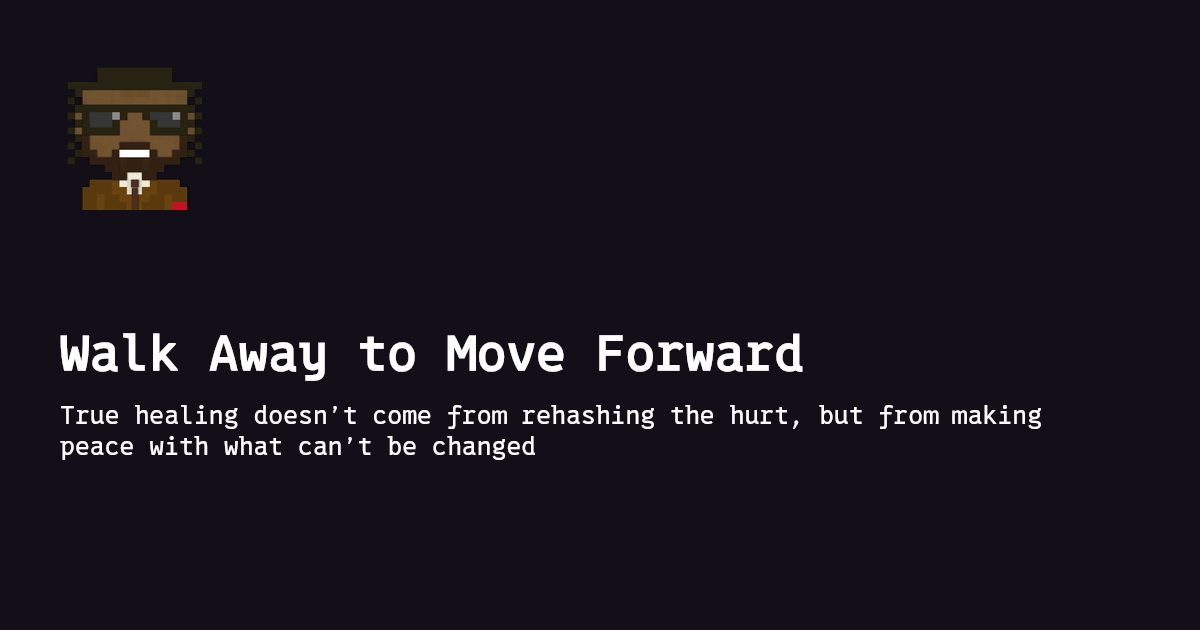 Walk Away to Move Forward
True healing doesn’t come from rehashing the hurt, but from making
peace with what can’t be changed